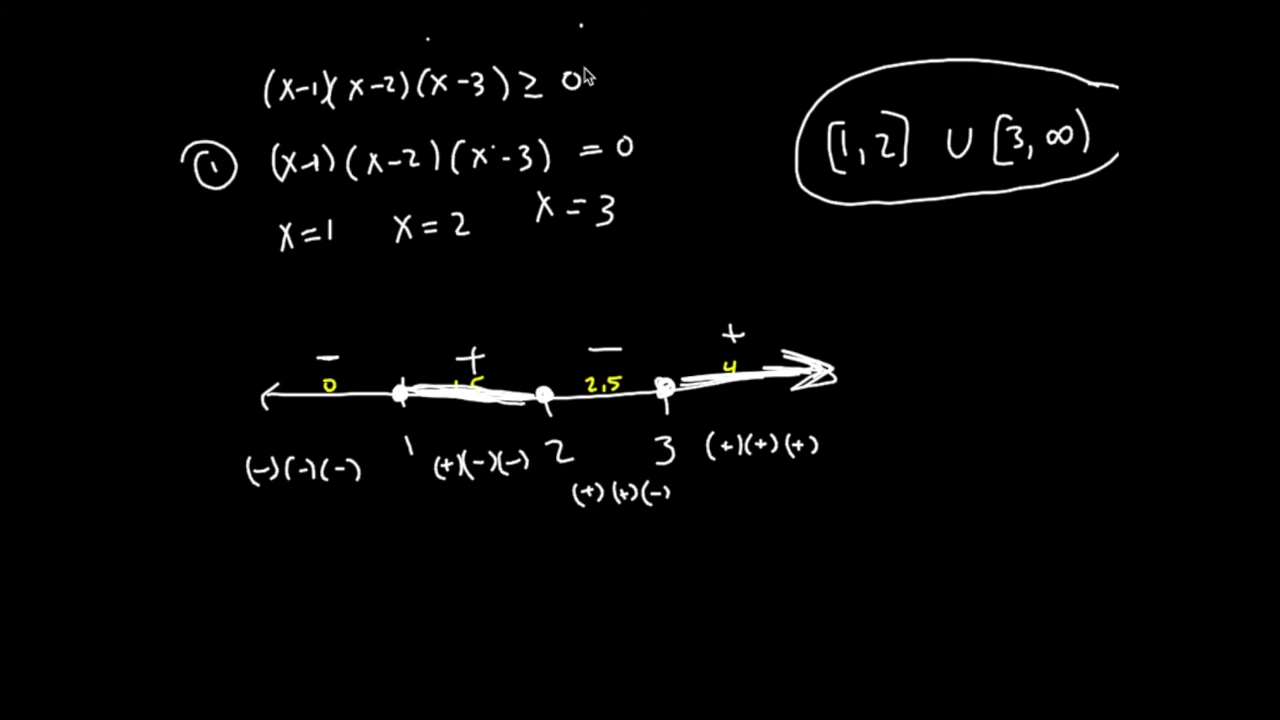 (x-1)(x-2)(x-3) ≥ 0
[1,2] ∪ [3,∞)
① (x-1)(x-2)(x-3) = 0
x=1 x=2 x=3
- + - +
0 2,5 4
1 2 3
(-)(-)(-) (+)(-)(-) (+)(+)(-) (+)(+)(+)